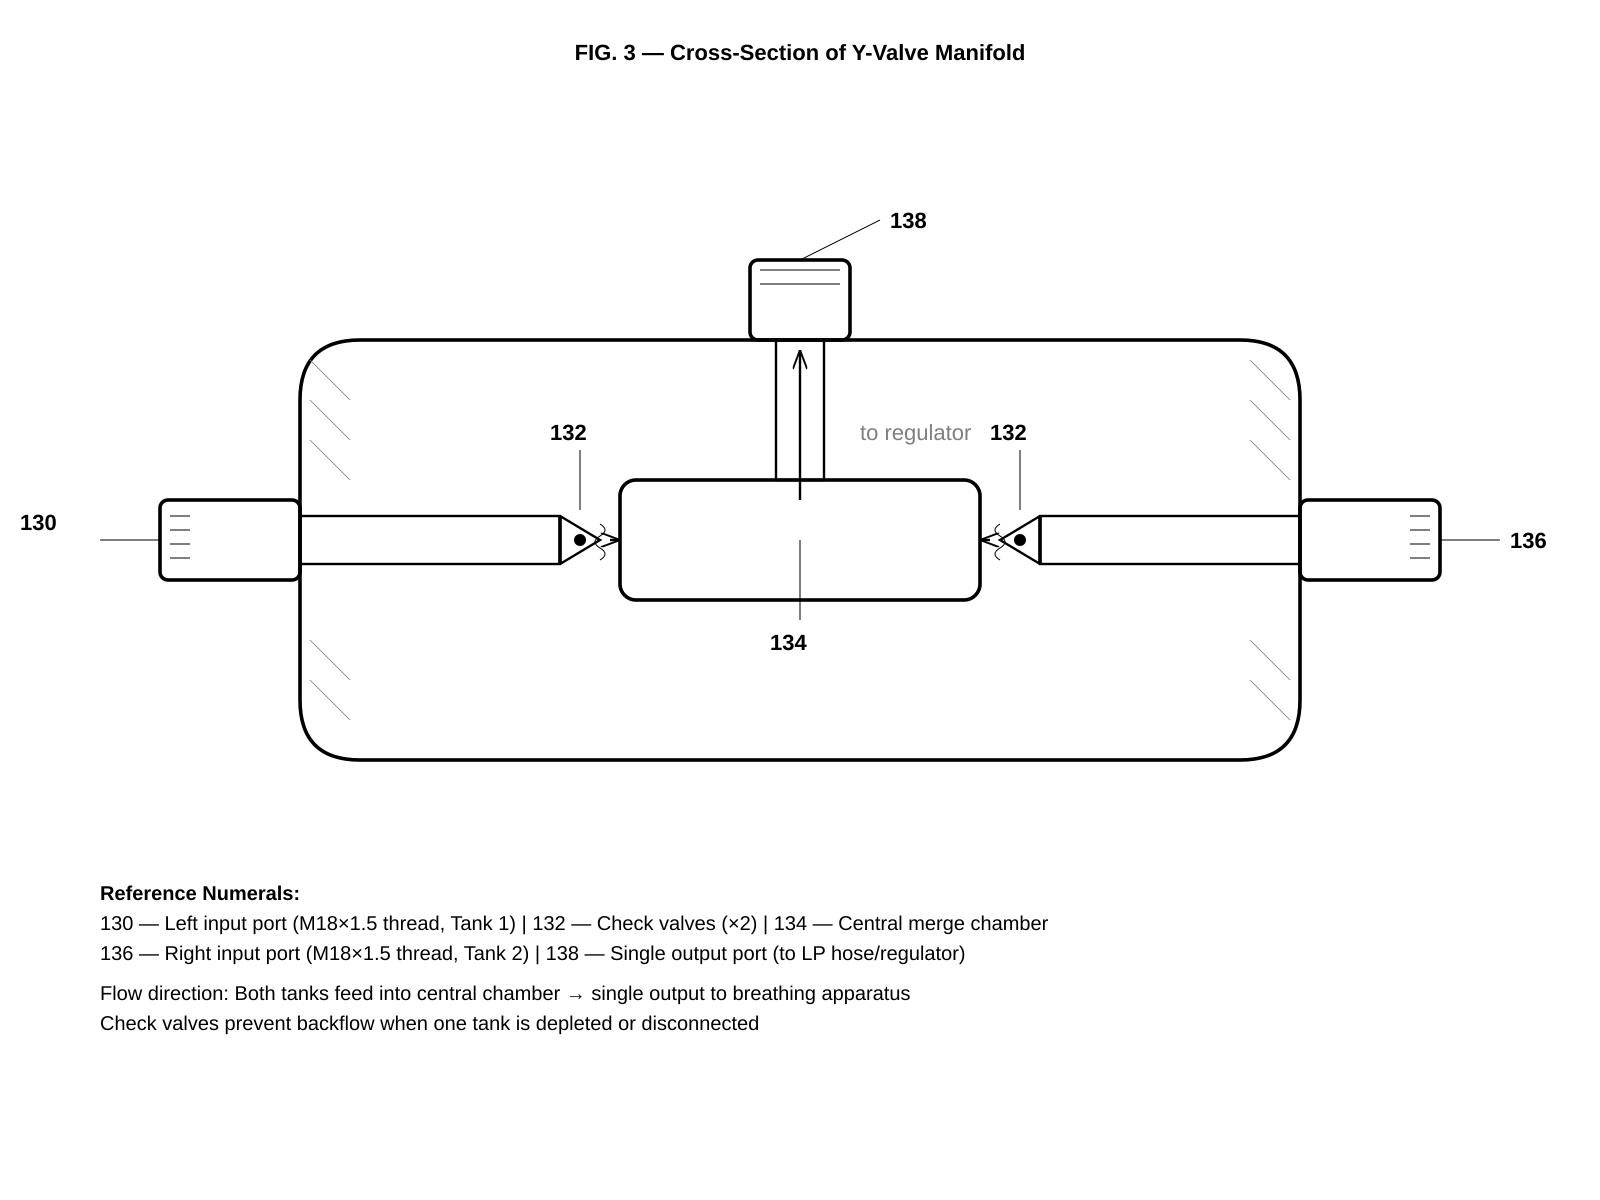 FIG. 3 — Cross-Section of Y-Valve Manifold
138
132
to regulator
132
130
136
134
Reference Numerals:
130 — Left input port (M18×1.5 thread, Tank 1) | 132 — Check valves (×2) | 134 — Central merge chamber
136 — Right input port (M18×1.5 thread, Tank 2) | 138 — Single output port (to LP hose/regulator)
Flow direction: Both tanks feed into central chamber → single output to breathing apparatus
Check valves prevent backflow when one tank is depleted or disconnected